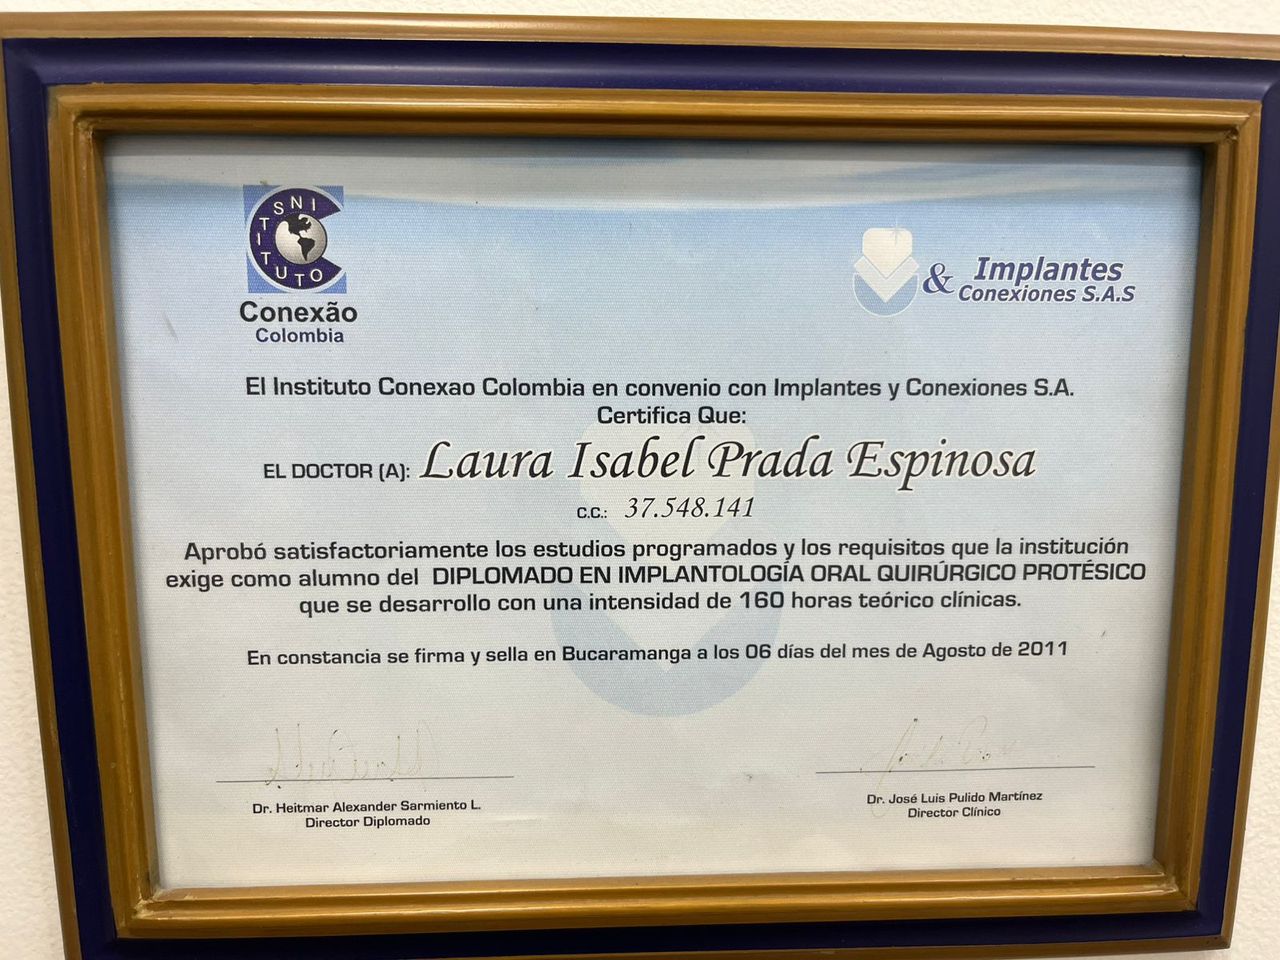 INSTITUTO
Conexão
Colombia
& Implantes
Conexiones S.A.S
El Instituto Conexao Colombia en convenio con Implantes y Conexiones S.A.
Certifica Que:
EL DOCTOR (A): Laura Isabel Prada Espinosa
C.C.: 37.548.141
Aprobó satisfactoriamente los estudios programados y los requisitos que la institución
exige como alumno del DIPLOMADO EN IMPLANTOLOGÍA ORAL QUIRÚRGICO PROTÉSICO
que se desarrollo con una intensidad de 160 horas teórico clínicas.
En constancia se firma y sella en Bucaramanga a los 06 días del mes de Agosto de 2011
Dr. Heitmar Alexander Sarmiento L.
Director Diplomado
Dr. José Luis Pulido Martínez
Director Clínico